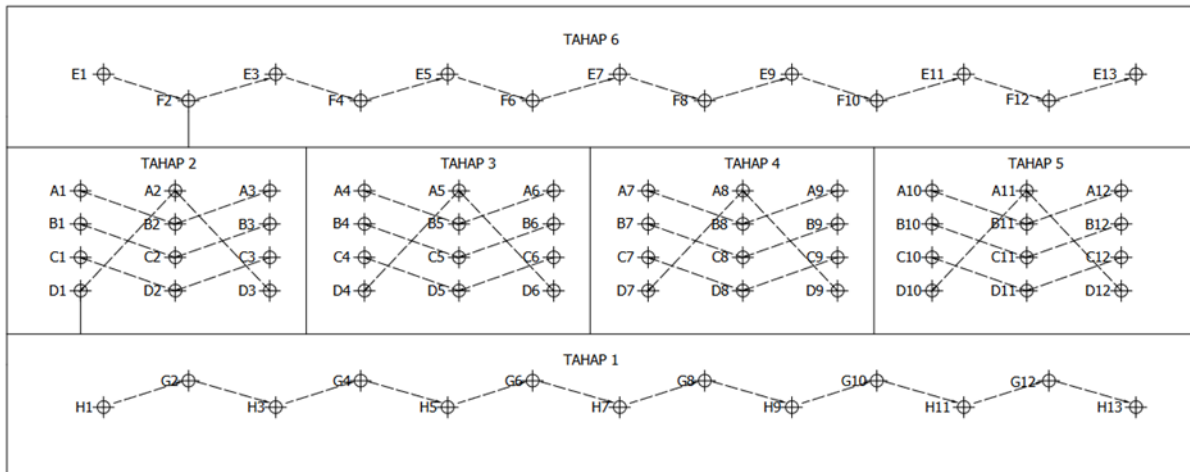 TAHAP 6
E1 E3 E5 E7 E9 E11 E13
F2 F4 F6 F8 F10 F12
TAHAP 2 TAHAP 3 TAHAP 4 TAHAP 5
A1 A2 A3 A4 A5 A6 A7 A8 A9 A10 A11 A12
B1 B2 B3 B4 B5 B6 B7 B8 B9 B10 B11 B12
C1 C2 C3 C4 C5 C6 C7 C8 C9 C10 C11 C12
D1 D2 D3 D4 D5 D6 D7 D8 D9 D10 D11 D12
TAHAP 1
G2 G4 G6 G8 G10 G12
H1 H3 H5 H7 H9 H11 H13